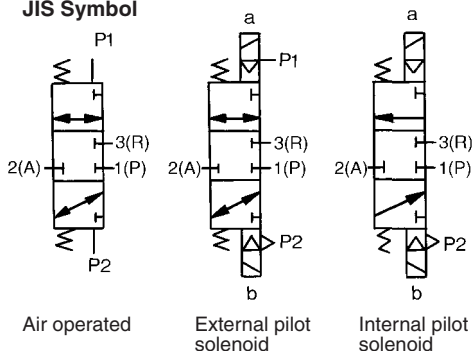 JIS Symbol
P1
3(R)
2(A) 1(P)
P2
Air operated
a
P1
3(R)
2(A) 1(P)
P2
b
External pilot
solenoid
a
3(R)
2(A) 1(P)
P2
b
Internal pilot
solenoid